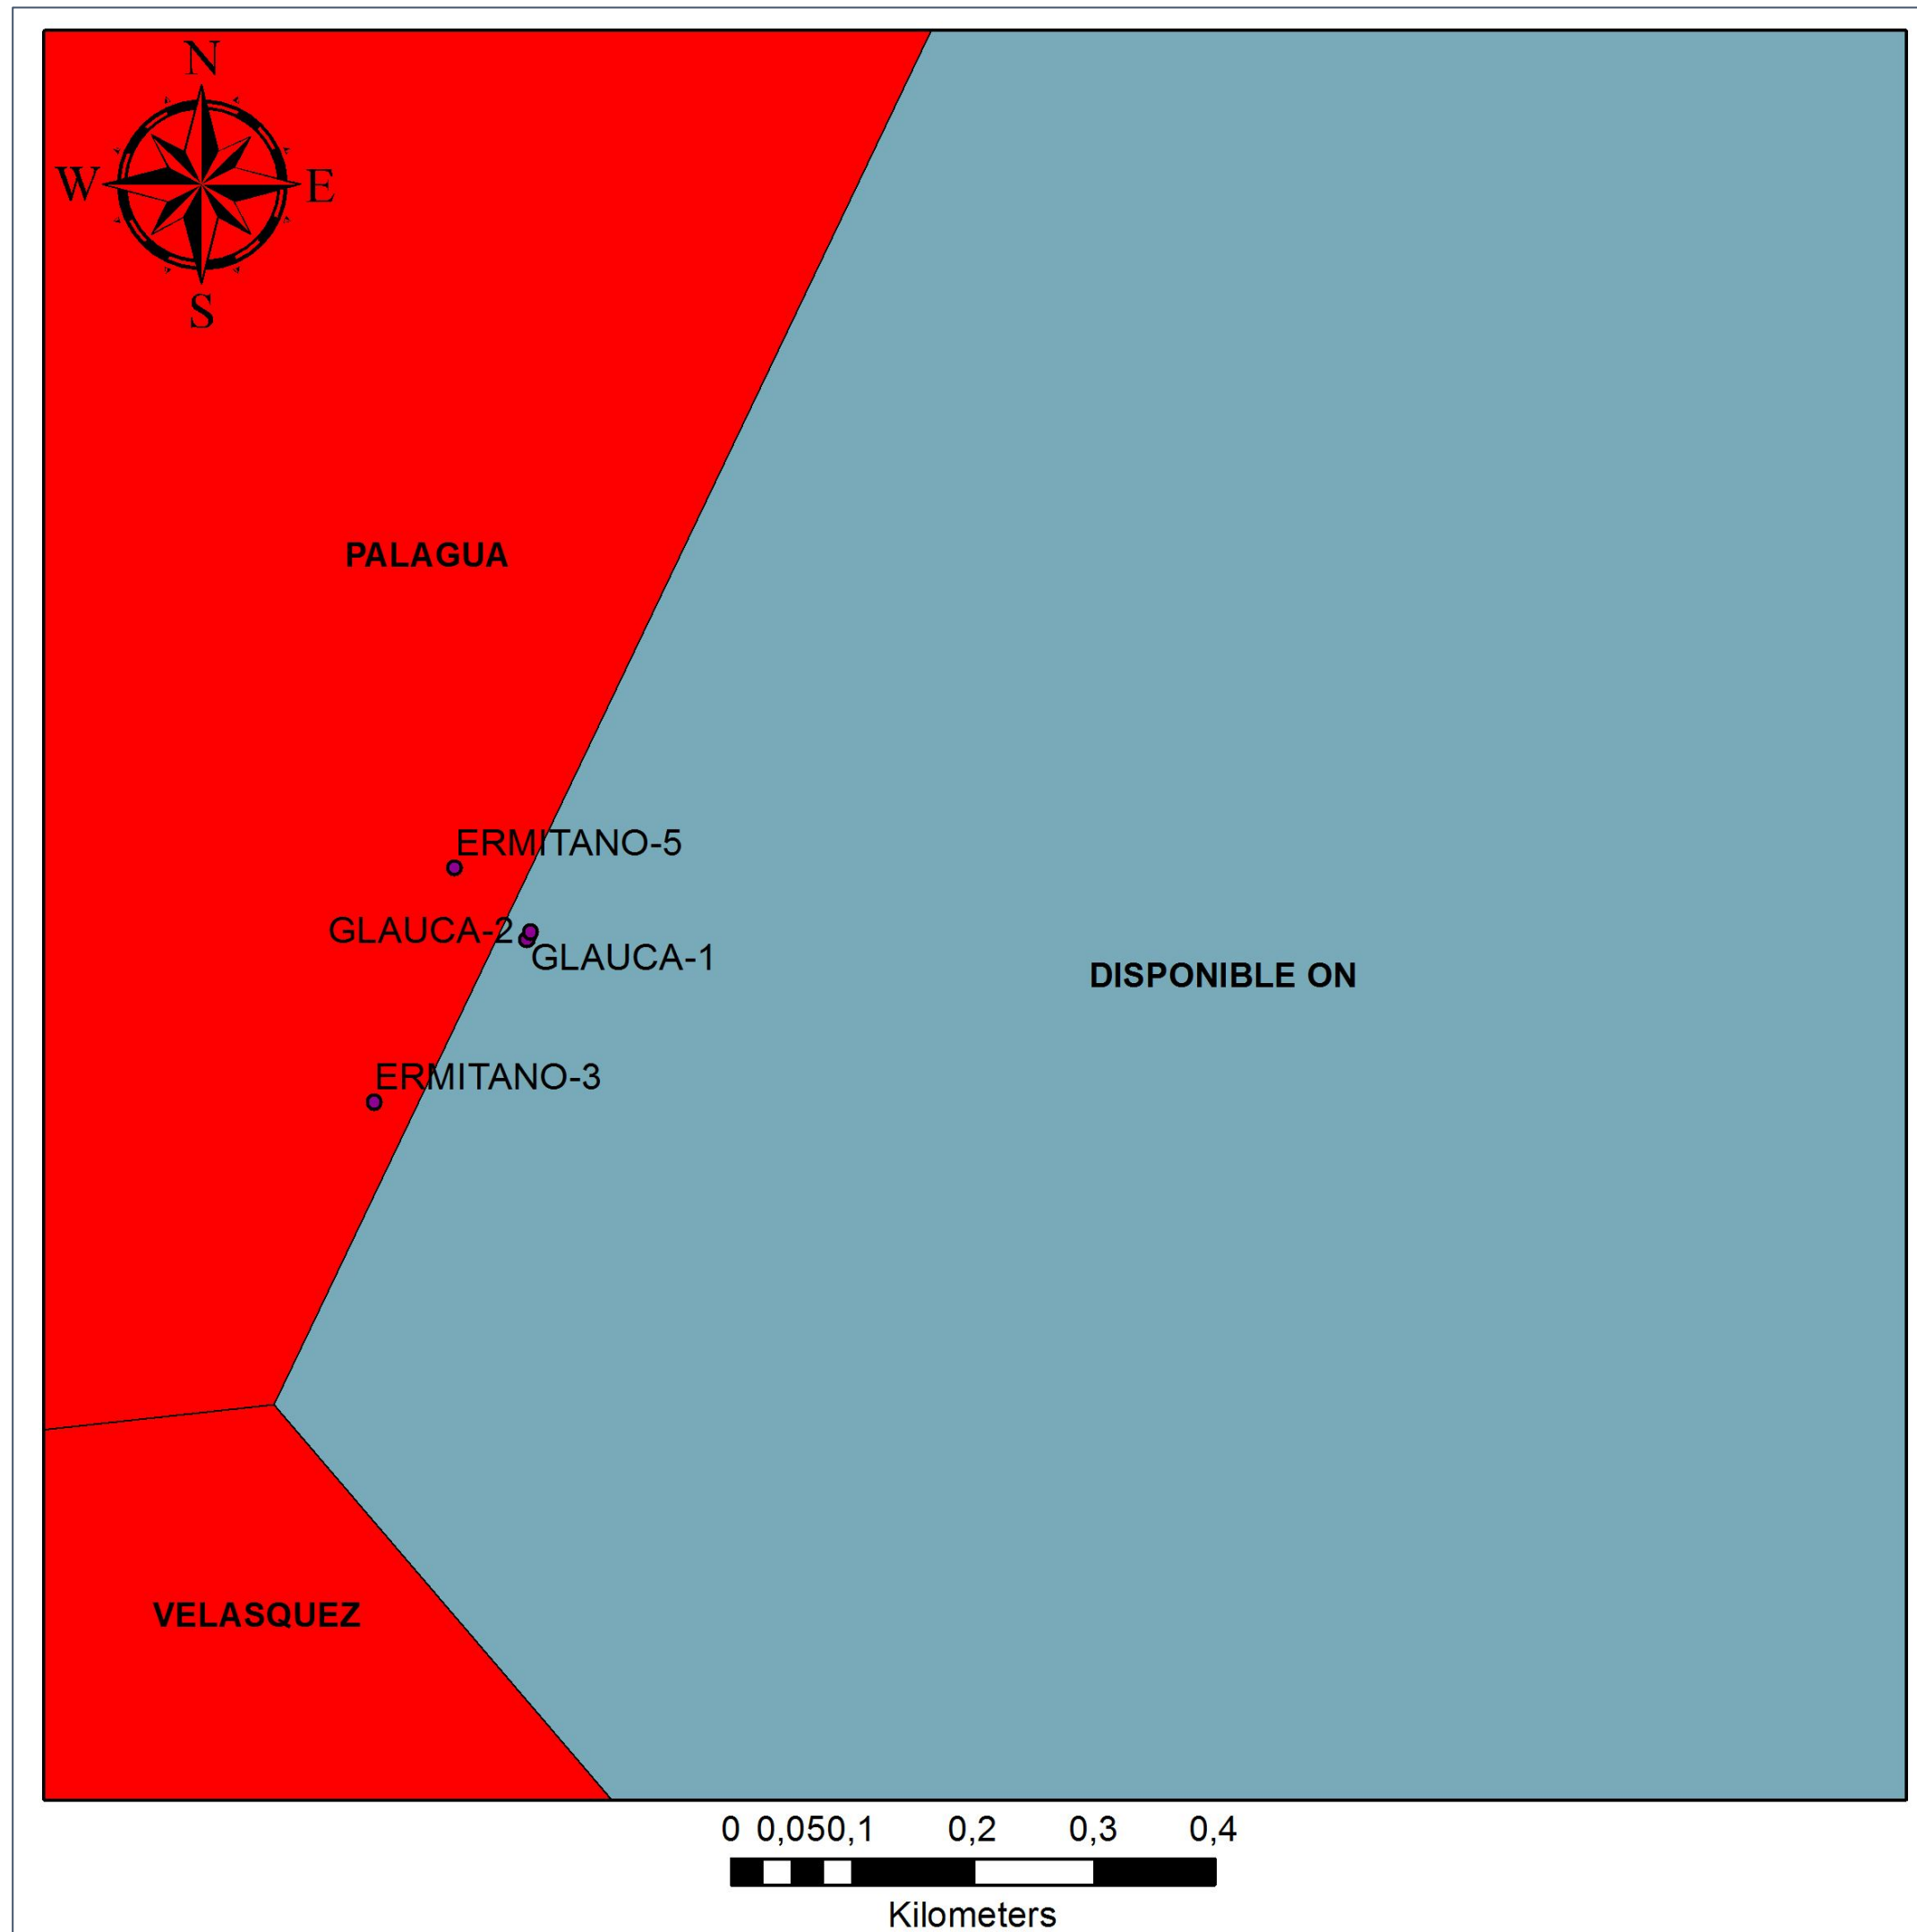 N
W E
S
PALAGUA
ERMITANO-5
GLAUCA-2
GLAUCA-1
DISPONIBLE ON
ERMITANO-3
VELASQUEZ
0 0,050,1 0,2 0,3 0,4
Kilometers